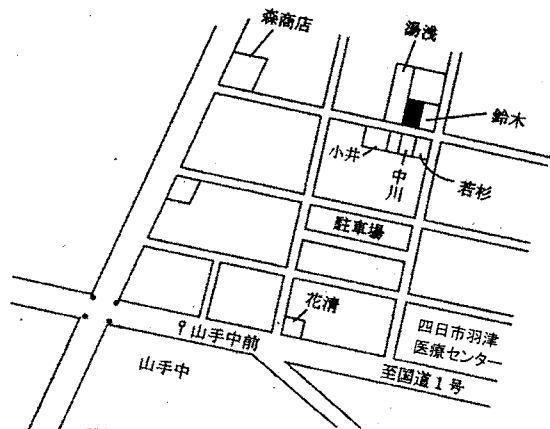 森商店
湯浅
鈴木
小井
中川
若杉
駐車場
花清
四日市羽津
医療センター
山手中前
至国道1号
山手中